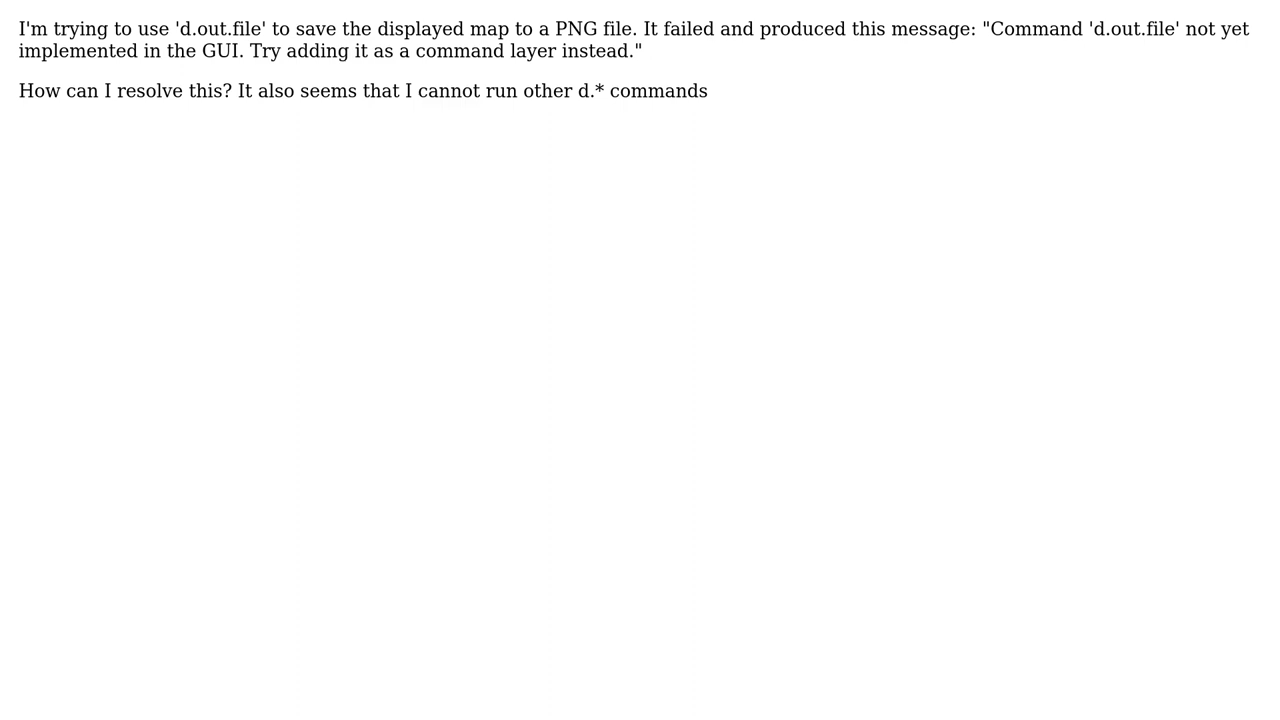 I'm trying to use 'd.out.file' to save the displayed map to a PNG file. It failed and produced this message: "Command 'd.out.file' not yet
implemented in the GUI. Try adding it as a command layer instead."
How can I resolve this? It also seems that I cannot run other d.* commands